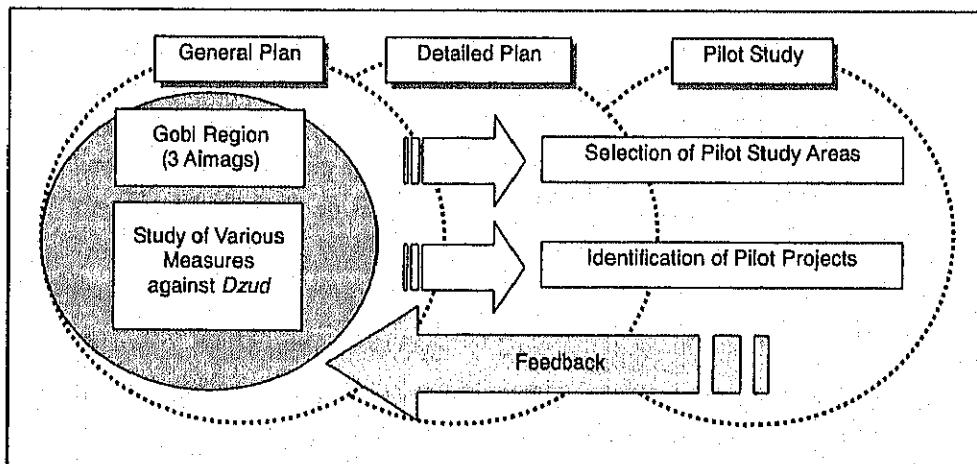 General Plan
Detailed Plan
Pilot Study
Gobi Region
(3 Aimags)
Selection of Pilot Study Areas
Study of Various
Measures
against Dzud
Identification of Pilot Projects
Feedback